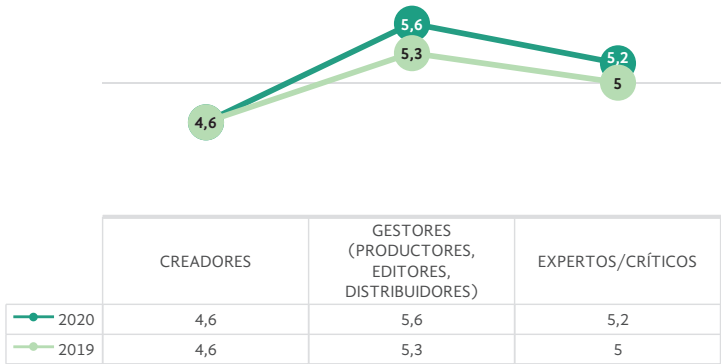 5,6
5,3
5,2
5
4,6
CREADORES
GESTORES
(PRODUCTORES,
EDITORES,
DISTRIBUIDORES)
EXPERTOS/CRÍTICOS
2020 4,6 5,6 5,2
2019 4,6 5,3 5